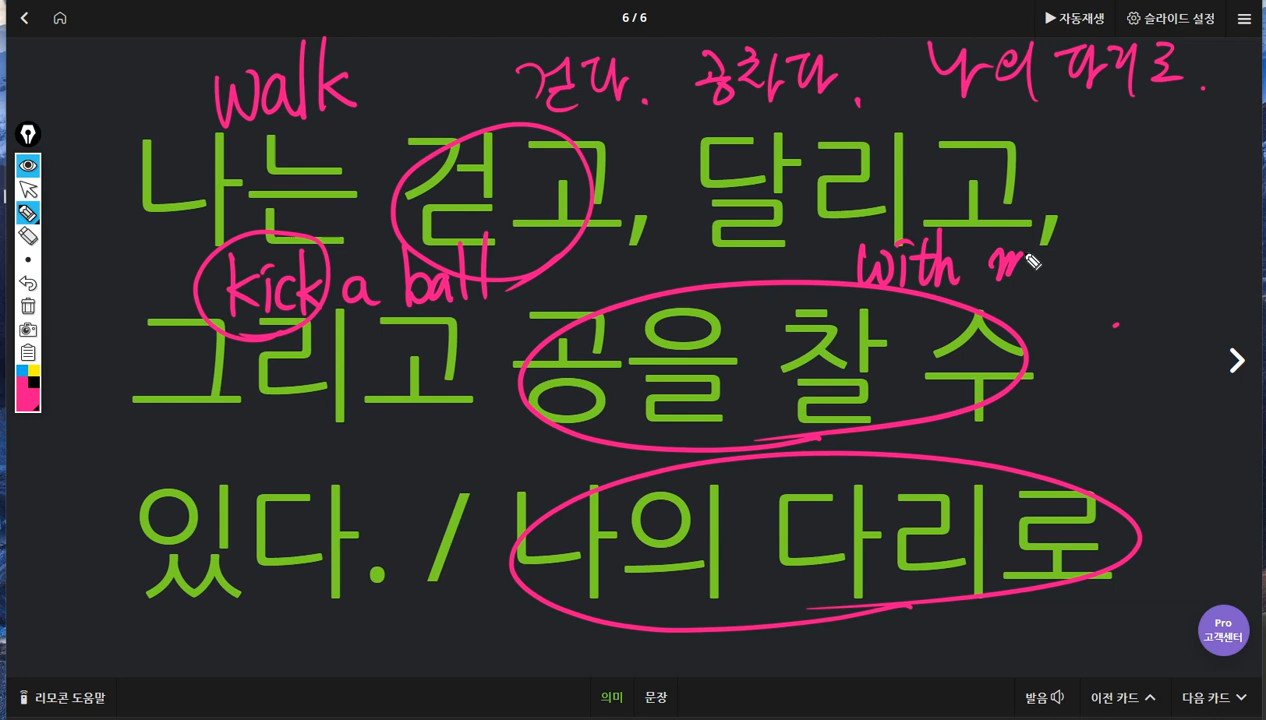 6 / 6
자동재생
슬라이드 설정
walk
걷다. 공차다. 나의 다리로.
나는 걷고, 달리고,
kick a ball
with m
그리고 공을 찰 수
있다. / 나의 다리로
Pro
고객센터
리모콘 도움말
의미
문장
발음
이전 카드
다음 카드